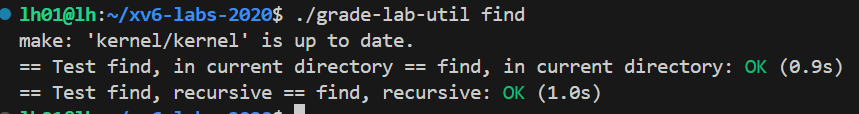 lh01@lh:~/xv6-labs-2020$ ./grade-lab-util find
make: 'kernel/kernel' is up to date.
== Test find, in current directory == find, in current directory: OK (0.9s)
== Test find, recursive == find, recursive: OK (1.0s)